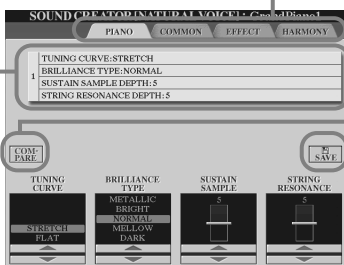 SOUND CREATOR [NATURAL VOICE] : GrandPiano1
PIANO COMMON EFFECT HARMONY
1
TUNING CURVE:STRETCH
BRILLIANCE TYPE:NORMAL
SUSTAIN SAMPLE DEPTH:5
STRING RESONANCE DEPTH:5
COM-
PARE
SAVE
TUNING CURVE
BRILLIANCE TYPE
SUSTAIN SAMPLE
STRING RESONANCE
STRETCH
FLAT
METALLIC
BRIGHT
NORMAL
MELLOW
DARK
5
5